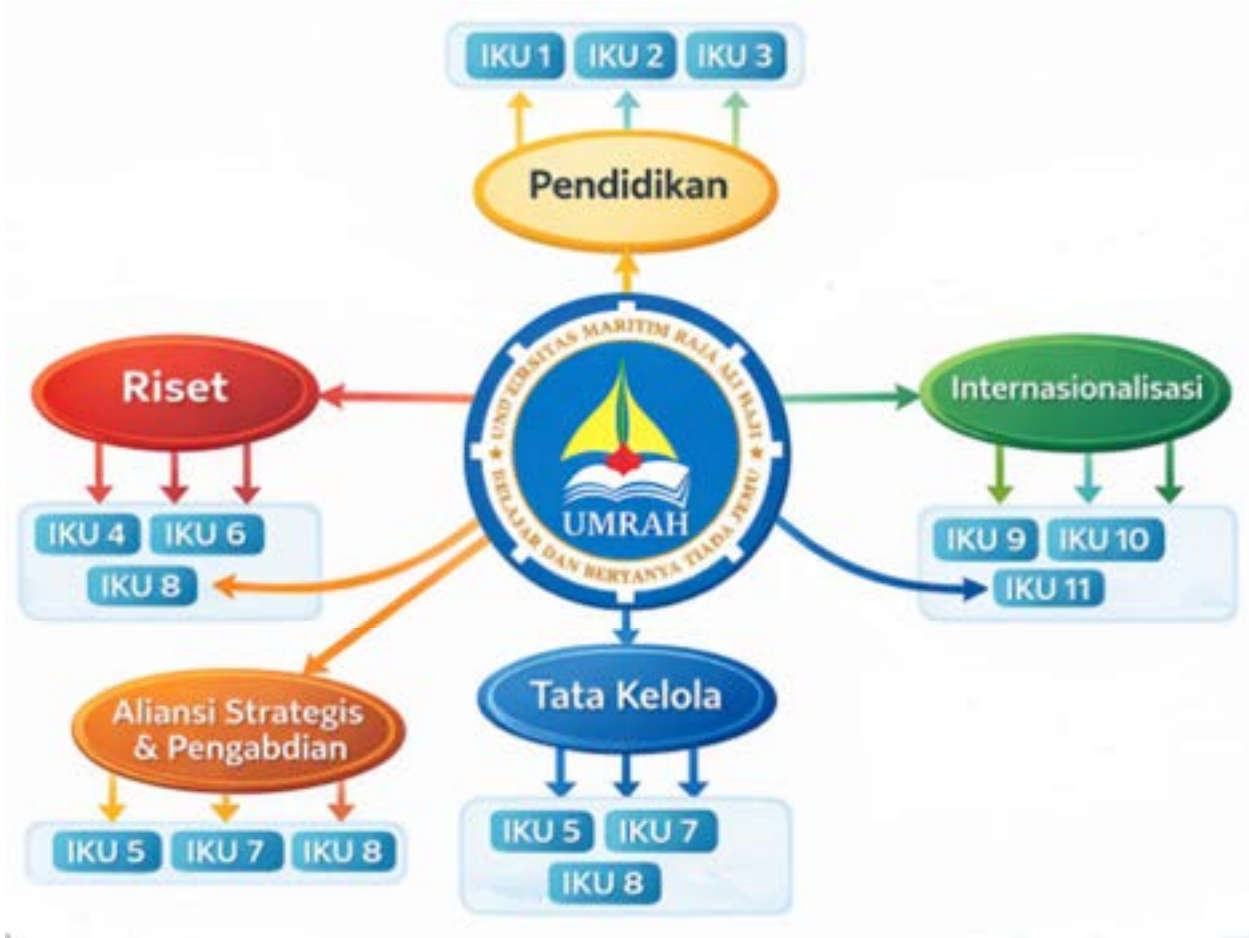 IKU 1 IKU 2 IKU 3
Pendidikan
UNIVERSITAS MARITIM RAJA ALI HAJI
Riset
Internasionalisasi
IKU 4 IKU 6
IKU 8
UMRAH
BELAJAR DAN BERTANYA TIADA JEMU
IKU 9 IKU 10
IKU 11
Aliansi Strategis
& Pengabdian
Tata Kelola
IKU 5 IKU 7 IKU 8
IKU 5 IKU 7
IKU 8